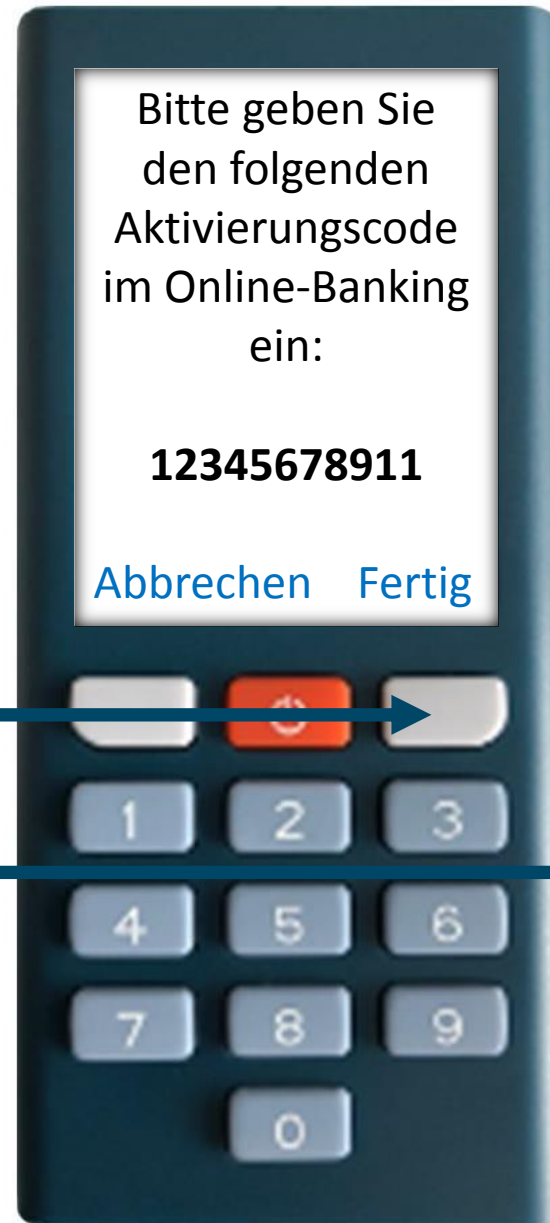 Bitte geben Sie
den folgenden
Aktivierungscode
im Online-Banking
ein:
12345678911
Abbrechen Fertig
1 2 3
4 5 6
7 8 9
0